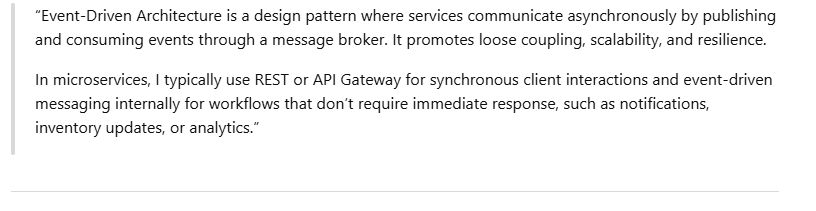 “Event-Driven Architecture is a design pattern where services communicate asynchronously by publishing
and consuming events through a message broker. It promotes loose coupling, scalability, and resilience.
In microservices, I typically use REST or API Gateway for synchronous client interactions and event-driven
messaging internally for workflows that don’t require immediate response, such as notifications,
inventory updates, or analytics.”